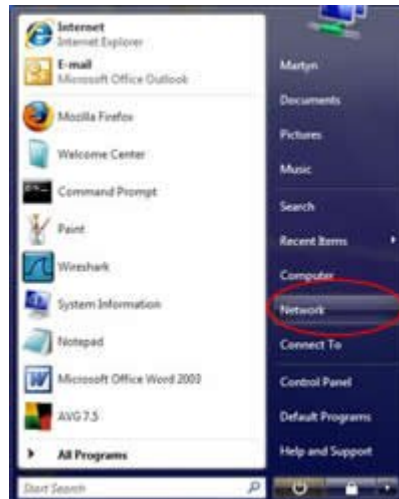 Internet
Internet Explorer
E-mail
Microsoft Office Outlook
Mozilla Firefox
Welcome Center
Command Prompt
Paint
Wireshark
System Information
Notepad
Microsoft Office Word 2003
AVG 7.5
All Programs
Start Search
Martyn
Documents
Pictures
Music
Search
Recent Items
Computer
Network
Connect To
Control Panel
Default Programs
Help and Support